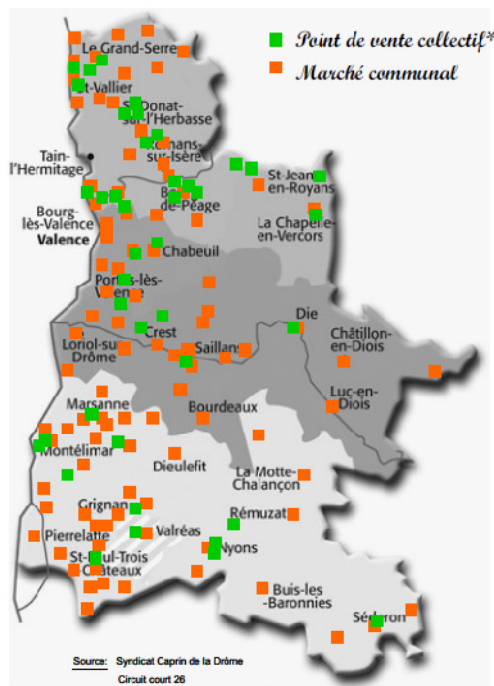 Point de vente collectif*
Marché communal
Le Grand-Serre
St-Vallier
St-Donat
-sur-l'Herbasse
Romans
-sur-Isère
Tain-
l'Hermitage
St-Jean
en-Royans
de-Péage
Bourg-
lès-Valence
Valence
La Chapelle
-en-Vercors
Chabeuil
Portes-lès-
Valence
Die
Crest
Châtillon
-en-Diois
Loriol-sur
Drôme
Saillans
Luc-en
-Diois
Marsanne
Bourdeaux
Montélimar
Dieulefit
La Motte-
Chalançon
Grignan
Rémuzat
Pierrelatte
Valréas
Nyons
St-Paul-Trois
-Châteaux
Buis-les
-Baronnies
Séderon
Source: Syndicat Caprin de la Drôme
Circuit court 26